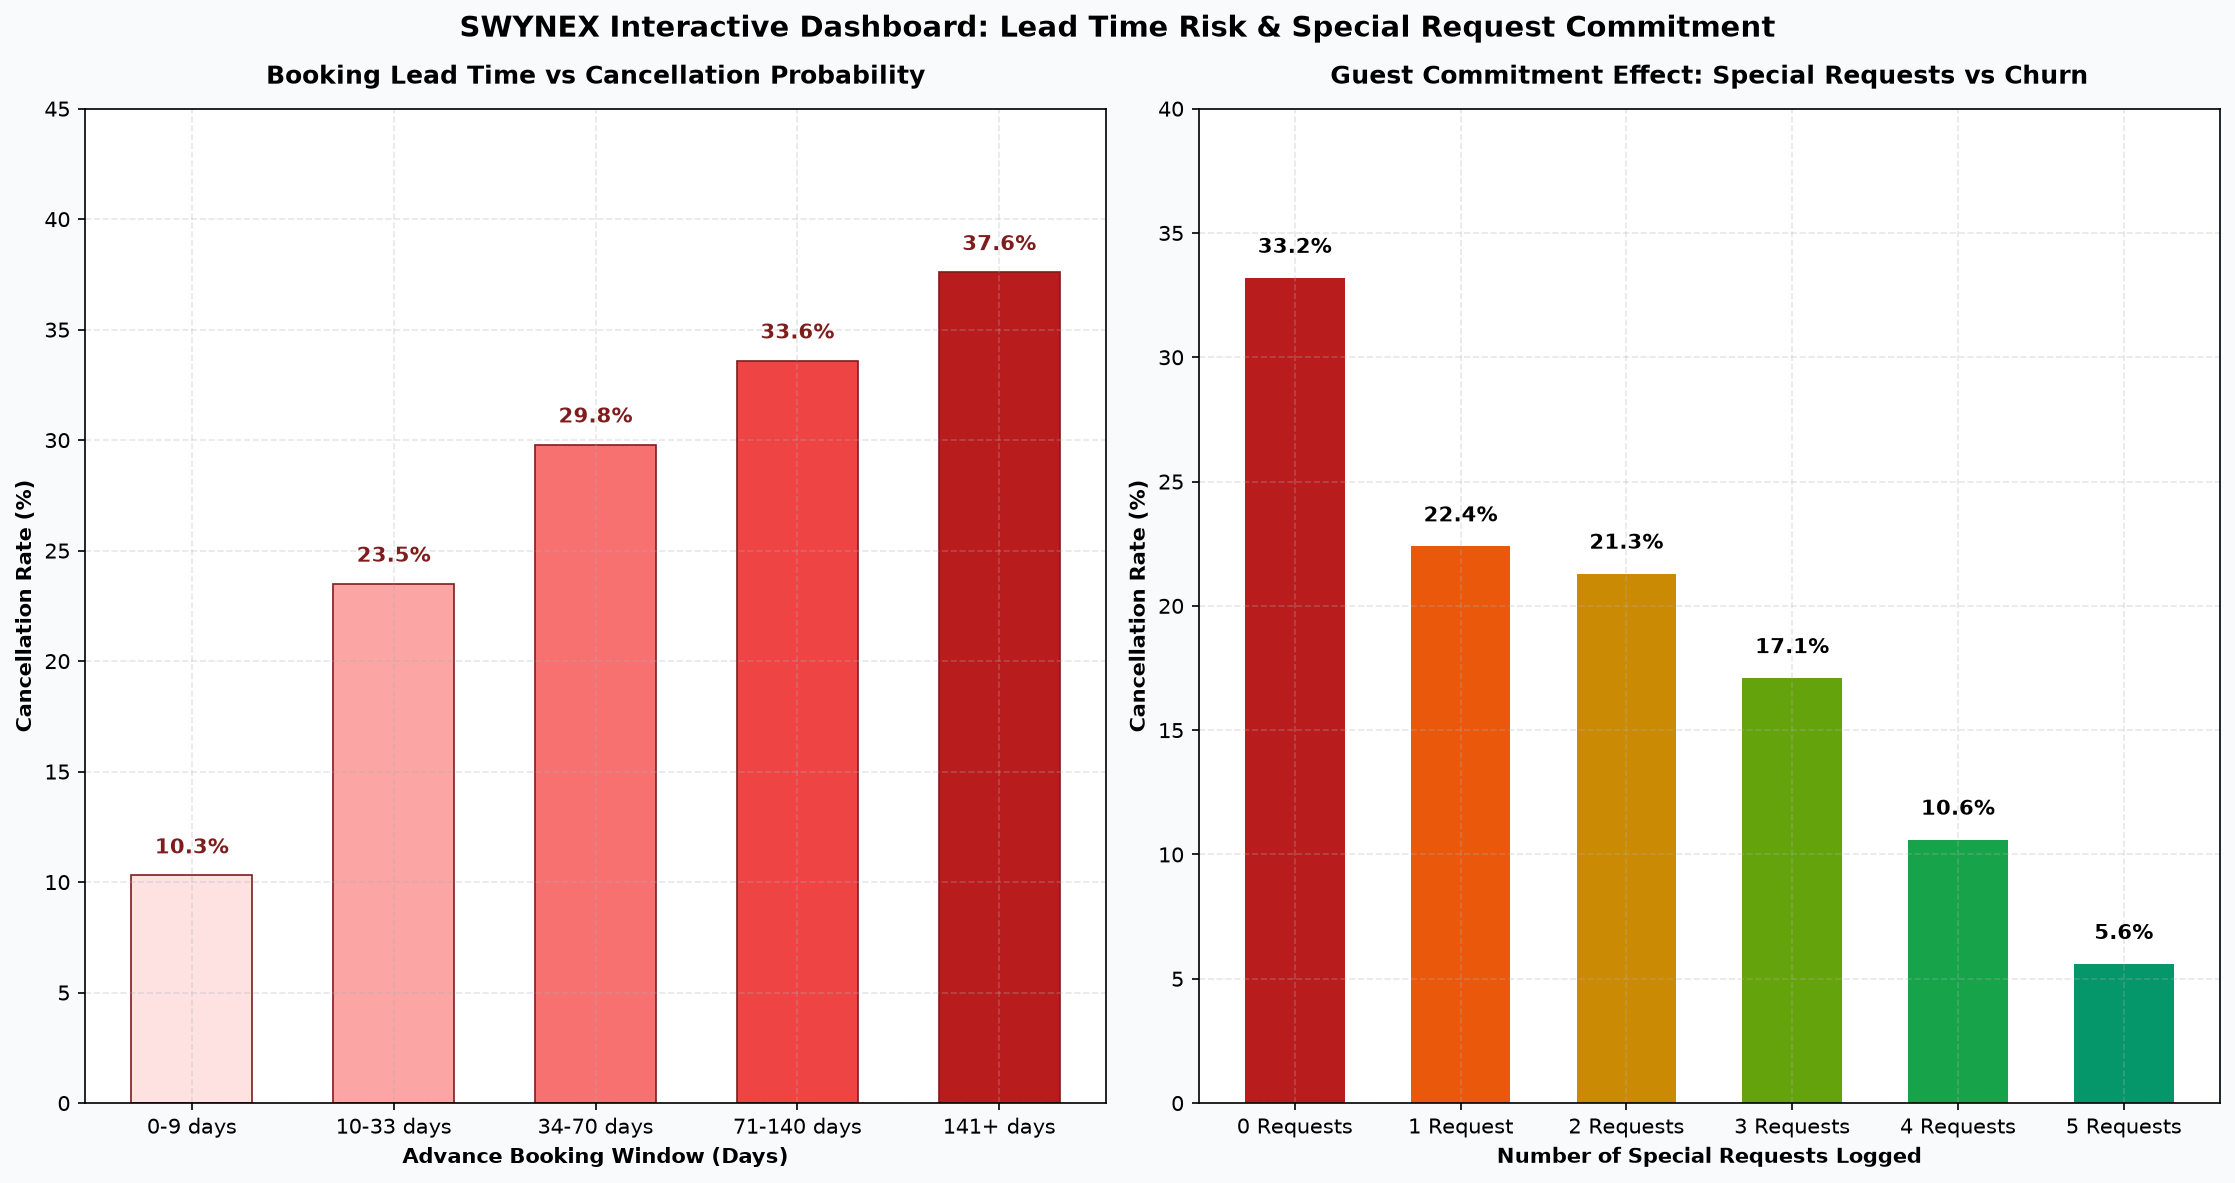 SWYNEX Interactive Dashboard: Lead Time Risk & Special Request Commitment
Booking Lead Time vs Cancellation Probability
Cancellation Rate (%)
45
40
35
30
25
20
15
10
5
0
10.3%
23.5%
29.8%
33.6%
37.6%
0-9 days
10-33 days
34-70 days
71-140 days
141+ days
Advance Booking Window (Days)
Guest Commitment Effect: Special Requests vs Churn
Cancellation Rate (%)
40
35
30
25
20
15
10
5
0
33.2%
22.4%
21.3%
17.1%
10.6%
5.6%
0 Requests
1 Request
2 Requests
3 Requests
4 Requests
5 Requests
Number of Special Requests Logged